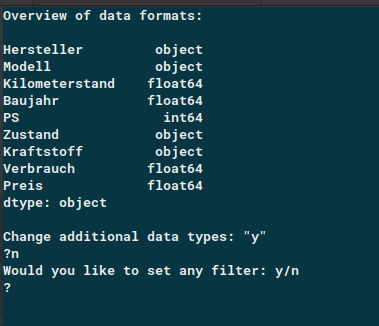 Overview of data formats:
Hersteller object
Modell object
Kilometerstand float64
Baujahr float64
PS int64
Zustand object
Kraftstoff object
Verbrauch float64
Preis float64
dtype: object
Change additional data types: "y"
?n
Would you like to set any filter: y/n
?